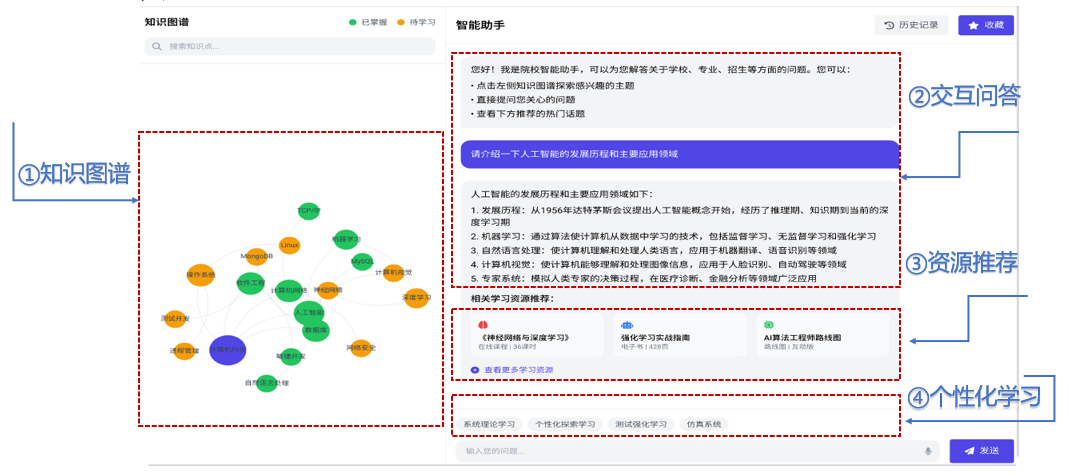 知识图谱
已掌握
待学习
搜索知识点...
①知识图谱
TCP/IP
机器学习
Linux
MongoDB
MySQL
计算机视觉
操作系统
软件工程
计算机网络
神经网络
深度学习
人工智能
测试开发
数据库
进程管理
计算机科学
敏捷开发
网络安全
自然语言处理
智能助手
历史记录
收藏
您好！我是院校智能助手，可以为您解答关于学校、专业、招生等方面的问题。您可以：
• 点击左侧知识图谱探索感兴趣的主题
• 直接提问您关心的问题
• 查看下方推荐的热门话题
②交互问答
请介绍一下人工智能的发展历程和主要应用领域
人工智能的发展历程和主要应用领域如下：
1. 发展历程：从1956年达特茅斯会议提出人工智能概念开始，经历了推理期、知识期到当前的深
度学习期
2. 机器学习：通过算法使计算机从数据中学习的技术，包括监督学习、无监督学习和强化学习
3. 自然语言处理：使计算机理解和处理人类语言，应用于机器翻译、语音识别等领域
4. 计算机视觉：使计算机能够理解和处理图像信息，应用于人脸识别、自动驾驶等领域
5. 专家系统：模拟人类专家的决策过程，在医疗诊断、金融分析等领域广泛应用
③资源推荐
相关学习资源推荐：
《神经网络与深度学习》
在线课程 | 36课时
强化学习实战指南
电子书 | 428页
AI算法工程师路线图
路线图 | 互动版
查看更多学习资源
④个性化学习
系统理论学习
个性化探索学习
测试强化学习
仿真系统
输入您的问题...
发送